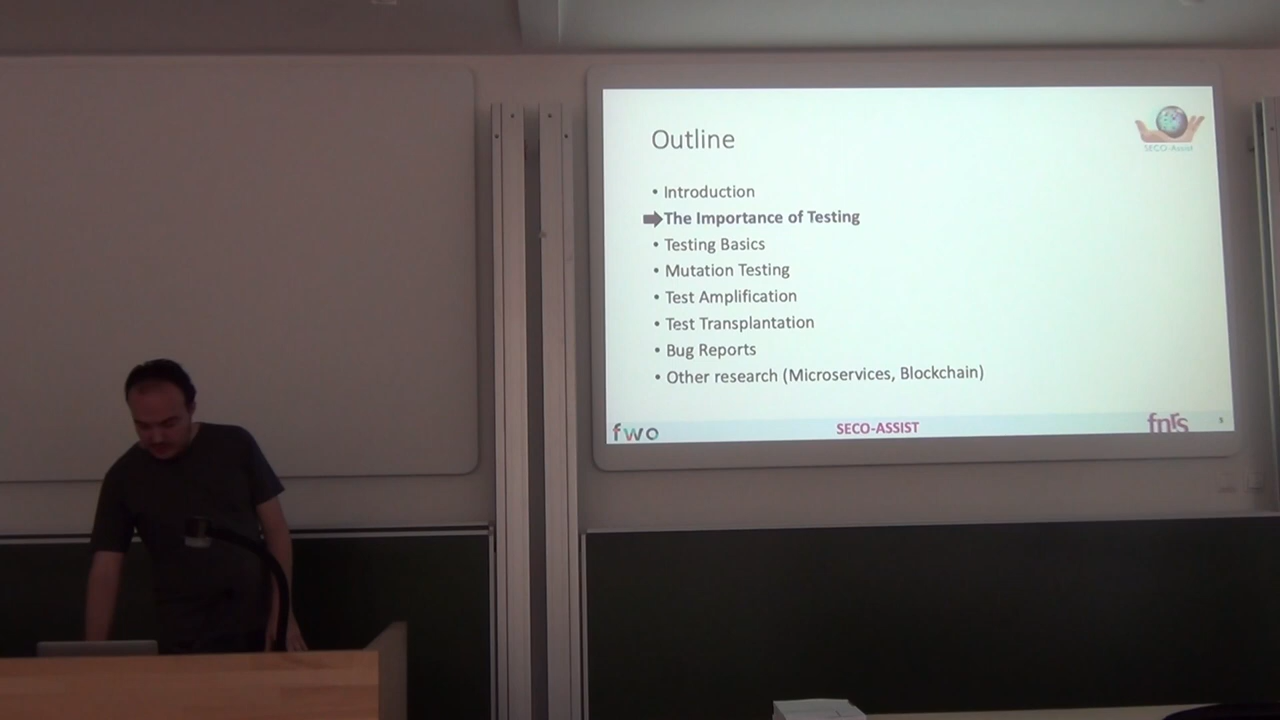 Outline
SECO-Assist
• Introduction
The Importance of Testing
• Testing Basics
• Mutation Testing
• Test Amplification
• Test Transplantation
• Bug Reports
• Other research (Microservices, Blockchain)
fwo
SECO-ASSIST
fnrs